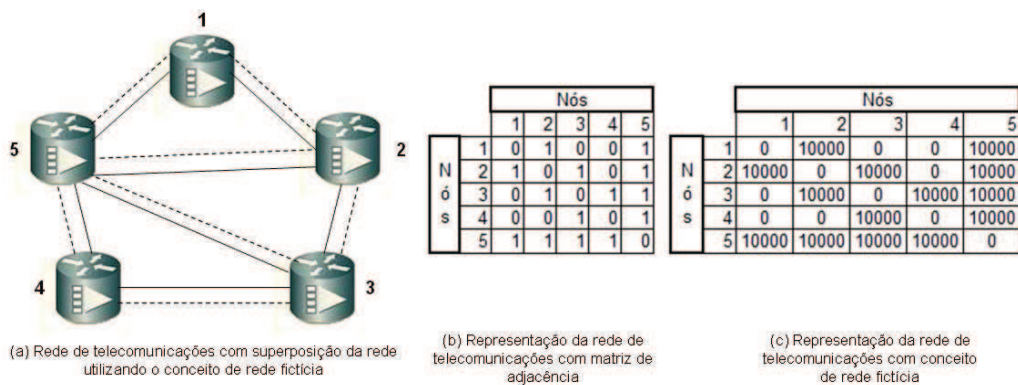 1
5
2
4
3
(a) Rede de telecomunicações com superposição da rede
utilizando o conceito de rede fictícia
Nós
1 2 3 4 5
Nós
1 0 1 0 0 1
2 1 0 1 0 1
3 0 1 0 1 1
4 0 0 1 0 1
5 1 1 1 1 0
(b) Representação da rede de
telecomunicações com matriz de
adjacência
Nós
1 2 3 4 5
Nós
1 0 10000 0 0 10000
2 10000 0 10000 0 10000
3 0 10000 0 10000 10000
4 0 0 10000 0 10000
5 10000 10000 10000 10000 0
(c) Representação da rede de
telecomunicações com conceito
de rede fictícia